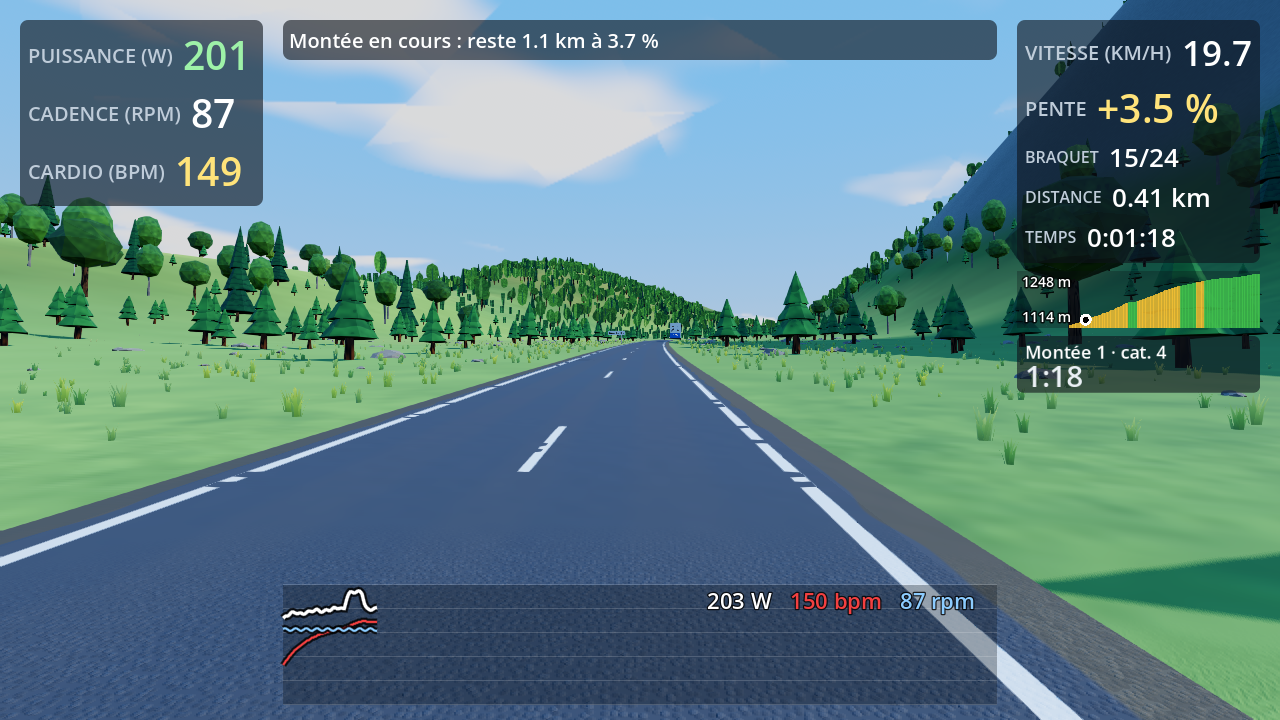 PUISSANCE (W) 201
CADENCE (RPM) 87
CARDIO (BPM) 149
Montée en cours : reste 1.1 km à 3.7 %
VITESSE (KM/H) 19.7
PENTE +3.5 %
BRAQUET 15/24
DISTANCE 0.41 km
TEMPS 0:01:18
1248 m
1114 m
Montée 1 · cat. 4
1:18
203 W 150 bpm 87 rpm